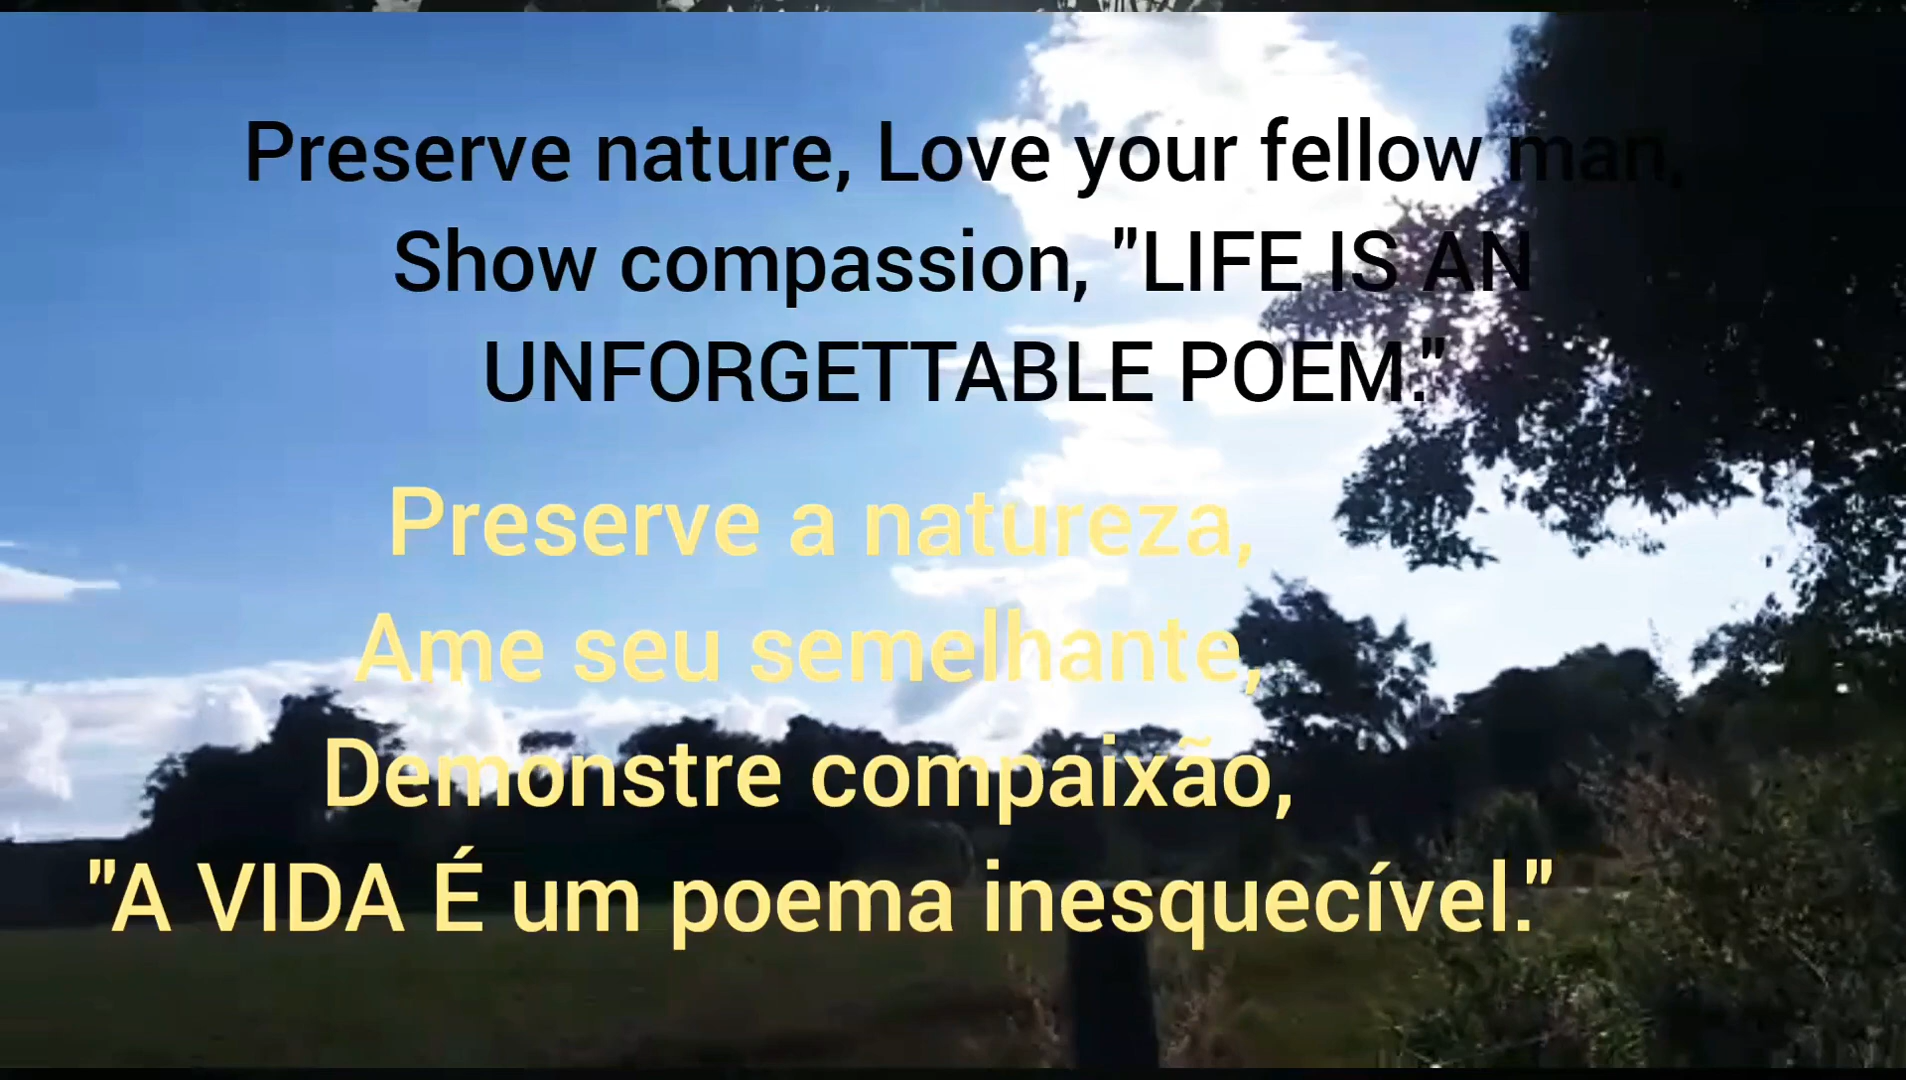 Preserve nature, Love your fellow man,
Show compassion, "LIFE IS AN
UNFORGETTABLE POEM."
Preserve a natureza,
Ame seu semelhante,
Demonstre compaixão,
"A VIDA É um poema inesquecível."